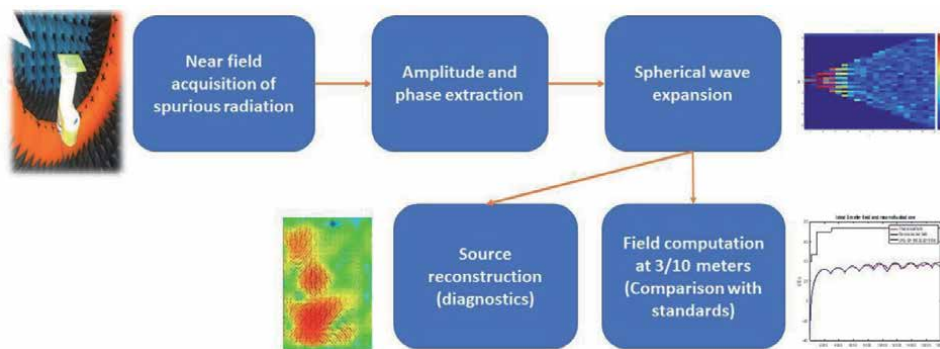 Near field
acquisition of
spurious radiation
Amplitude and
phase extraction
Spherical wave
expansion
Source
reconstruction
(diagnostics)
Field computation
at 3/10 meters
(Comparison with
standards)